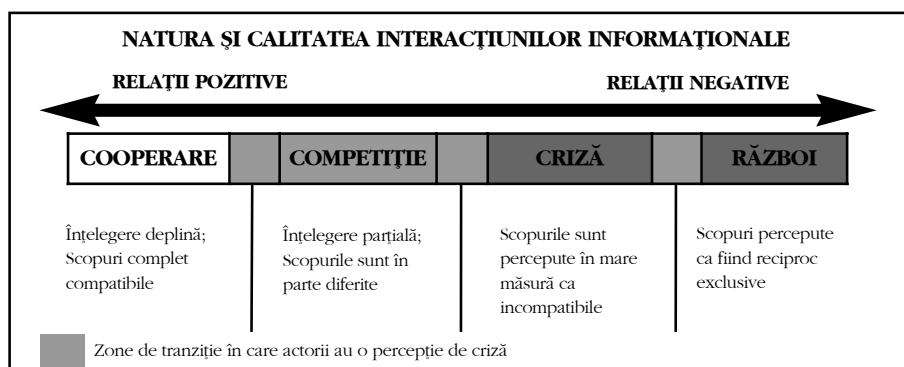 NATURA ŞI CALITATEA INTERACŢIUNILOR INFORMAŢIONALE
RELAŢII POZITIVE
RELAŢII NEGATIVE
COOPERARE
COMPETIŢIE
CRIZĂ
RĂZBOI
Înţelegere deplină;
Scopuri complet
compatibile
Înţelegere parţială;
Scopurile sunt în
parte diferite
Scopurile sunt
percepute în mare
măsură ca
incompatibile
Scopuri percepute
ca fiind reciproc
exclusive
Zone de tranziţie în care actorii au o percepţie de criză